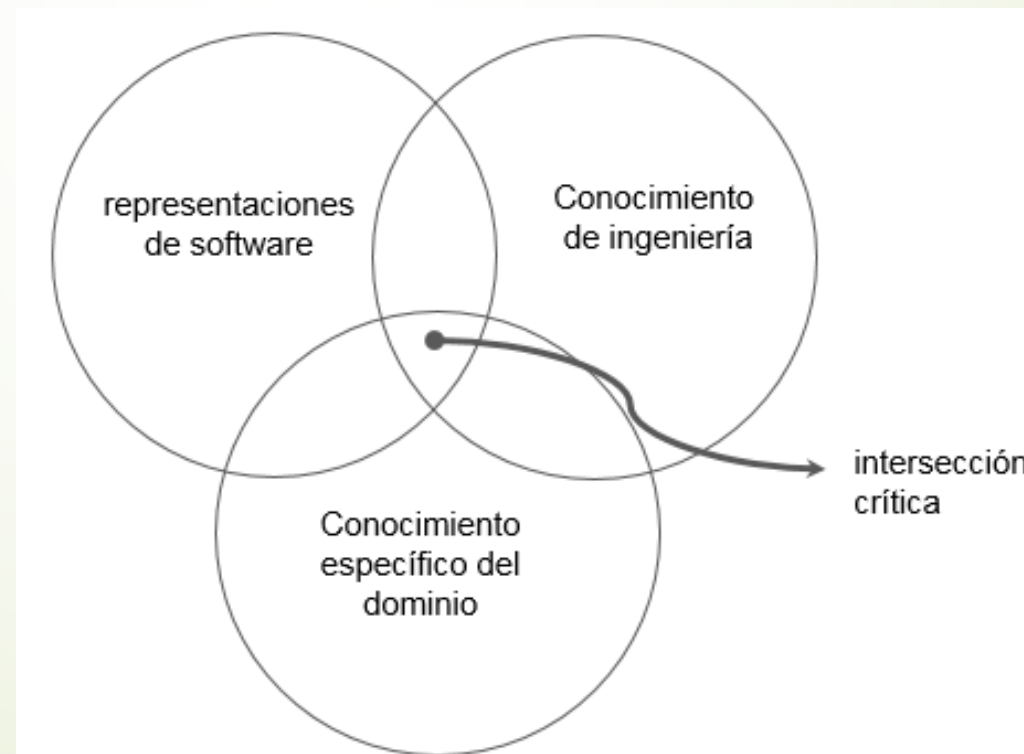 representaciones
de software
Conocimiento
de ingeniería
intersección
crítica
Conocimiento
específico del
dominio